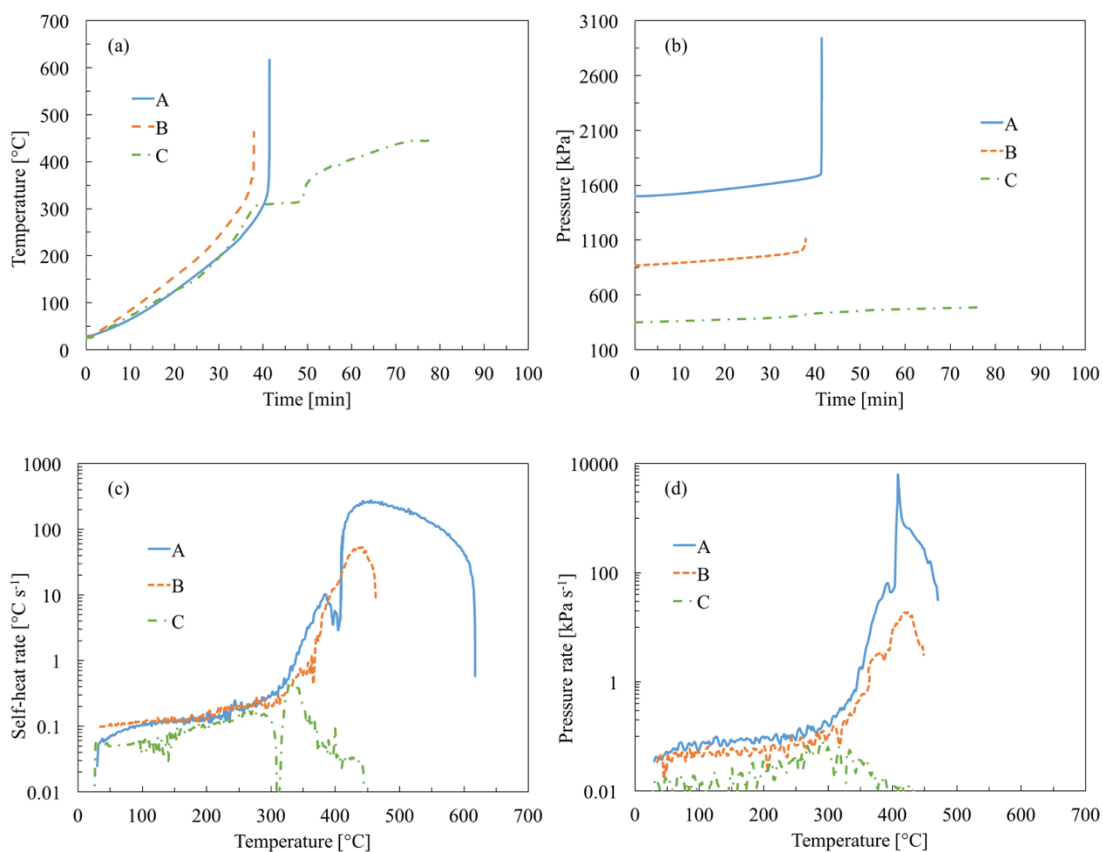 (a)
Temperature [°C]
700
600
500
400
300
200
100
0
A
B
C
0 10 20 30 40 50 60 70 80 90 100
Time [min]
(b)
Pressure [kPa]
3100
2600
2100
1600
1100
600
100
A
B
C
0 10 20 30 40 50 60 70 80 90 100
Time [min]
(c)
Self-heat rate [°C s⁻¹]
1000
100
10
1
0.1
0.01
A
B
C
0 100 200 300 400 500 600 700
Temperature [°C]
(d)
Pressure rate [kPa s⁻¹]
10000
100
1
0.01
A
B
C
0 100 200 300 400 500 600 700
Temperature [°C]